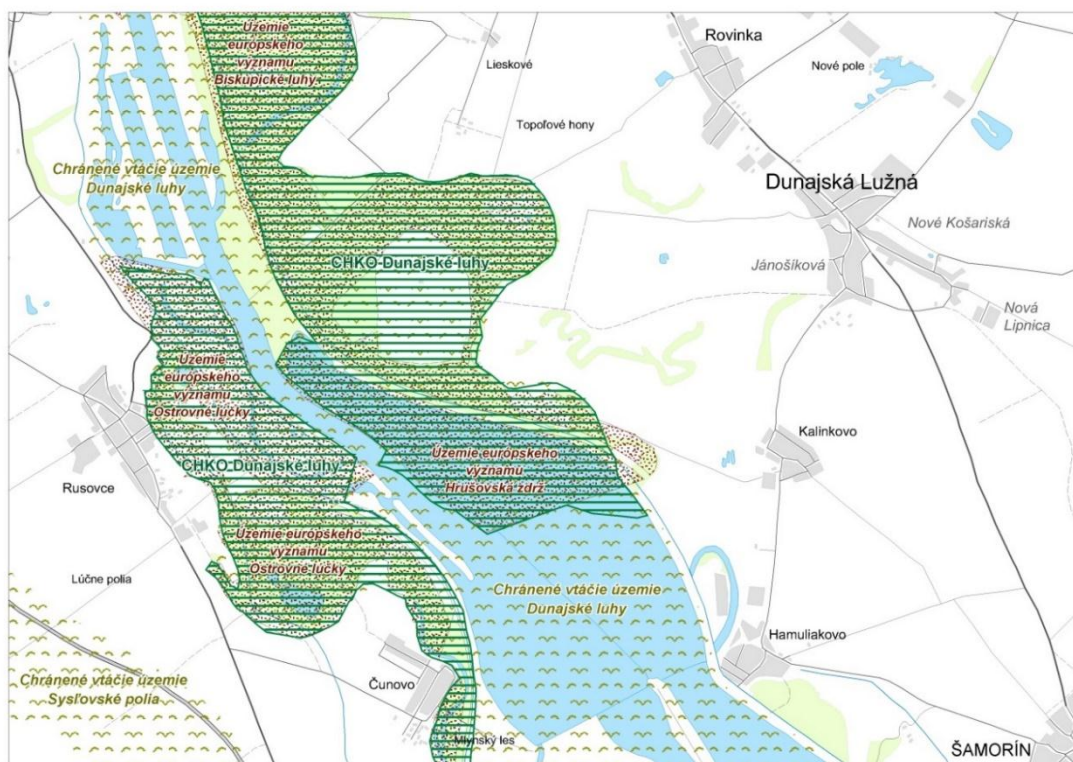 Územie
európskeho
významu
Biskupické luhy
Lieskové
Topoľové hony
Rovinka
Nové pole
Chránené vtáčie územie
Dunajské luhy
Dunajská Lužná
Nové Košariská
Jánošíková
Nová
Lipnica
CHKO Dunajské luhy
Územie
európskeho
významu
Ostrovné lúčky
CHKO Dunajské luhy
Rusovce
Územie európskeho
významu
Hrušovská zdrž
Kalinkovo
Územie európskeho
významu
Ostrovné lúčky
Lúčne polia
Chránené vtáčie územie
Dunajské luhy
Hamuliakovo
Chránené vtáčie územie
Sysľovské polia
Čunovo
Mlynský les
ŠAMORÍN